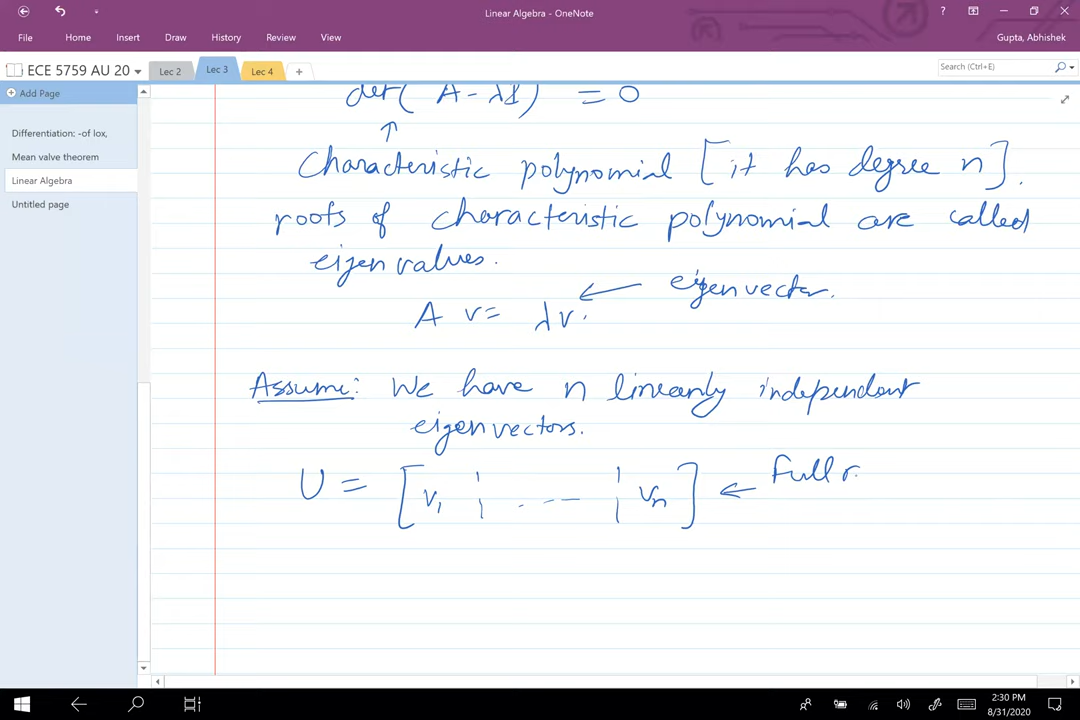 Linear Algebra - OneNote
?
File
Home
Insert
Draw
History
Review
View
Gupta, Abhishek
ECE 5759 AU 20
Lec 2
Lec 3
Lec 4
+
Search (Ctrl+E)
Add Page
Differentiation: -of lox,
Mean value theorem
Linear Algebra
Untitled page
det( A - λI) = 0
↑
Characteristic polynomial [it has degree n].
roots of characteristic polynomial are called
eigenvalues.
A v = λv. ← eigenvector.
Assume: We have n linearly independent
eigenvectors.
U = [v₁ ¦ . -- ¦ vₙ] ← Full r
2:30 PM
8/31/2020